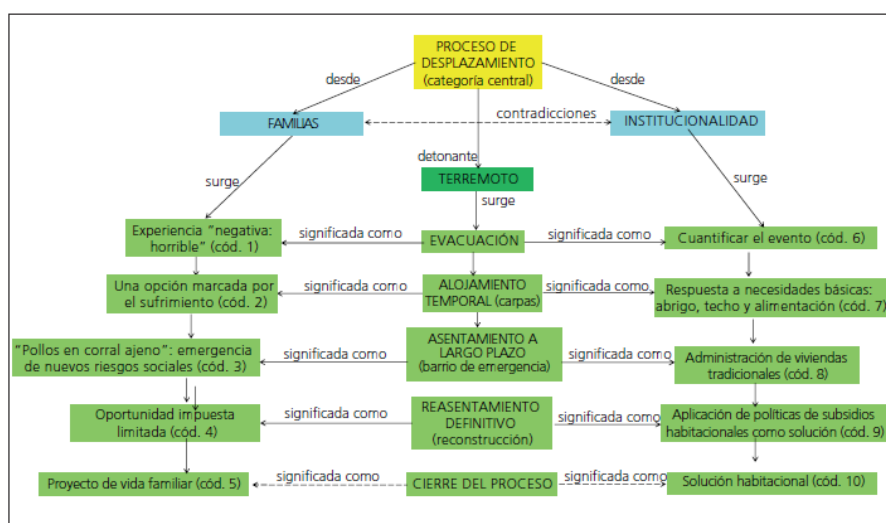 PROCESO DE
DESPLAZAMIENTO
(categoría central)
desde
desde
FAMILIAS
contradicciones
INSTITUCIONALIDAD
detonante
surge
TERREMOTO
surge
surge
Experiencia "negativa:
horrible" (cód. 1)
significada como
EVACUACIÓN
significada como
Cuantificar el evento (cód. 6)
Una opción marcada por
el sufrimiento (cód. 2)
significada como
ALOJAMIENTO
TEMPORAL (carpas)
significada como
Respuesta a necesidades básicas:
abrigo, techo y alimentación (cód. 7)
"Pollos en corral ajeno": emergencia
de nuevos riesgos sociales (cód. 3)
significada como
ASENTAMIENTO A
LARGO PLAZO
(barrio de emergencia)
significada como
Administración de viviendas
tradicionales (cód. 8)
Oportunidad impuesta
limitada (cód. 4)
significada como
REASENTAMIENTO
DEFINITIVO
(reconstrucción)
significada como
Aplicación de políticas de subsidios
habitacionales como solución (cód. 9)
Proyecto de vida familiar (cód. 5)
significada como
CIERRE DEL PROCESO
significada como
Solución habitacional (cód. 10)